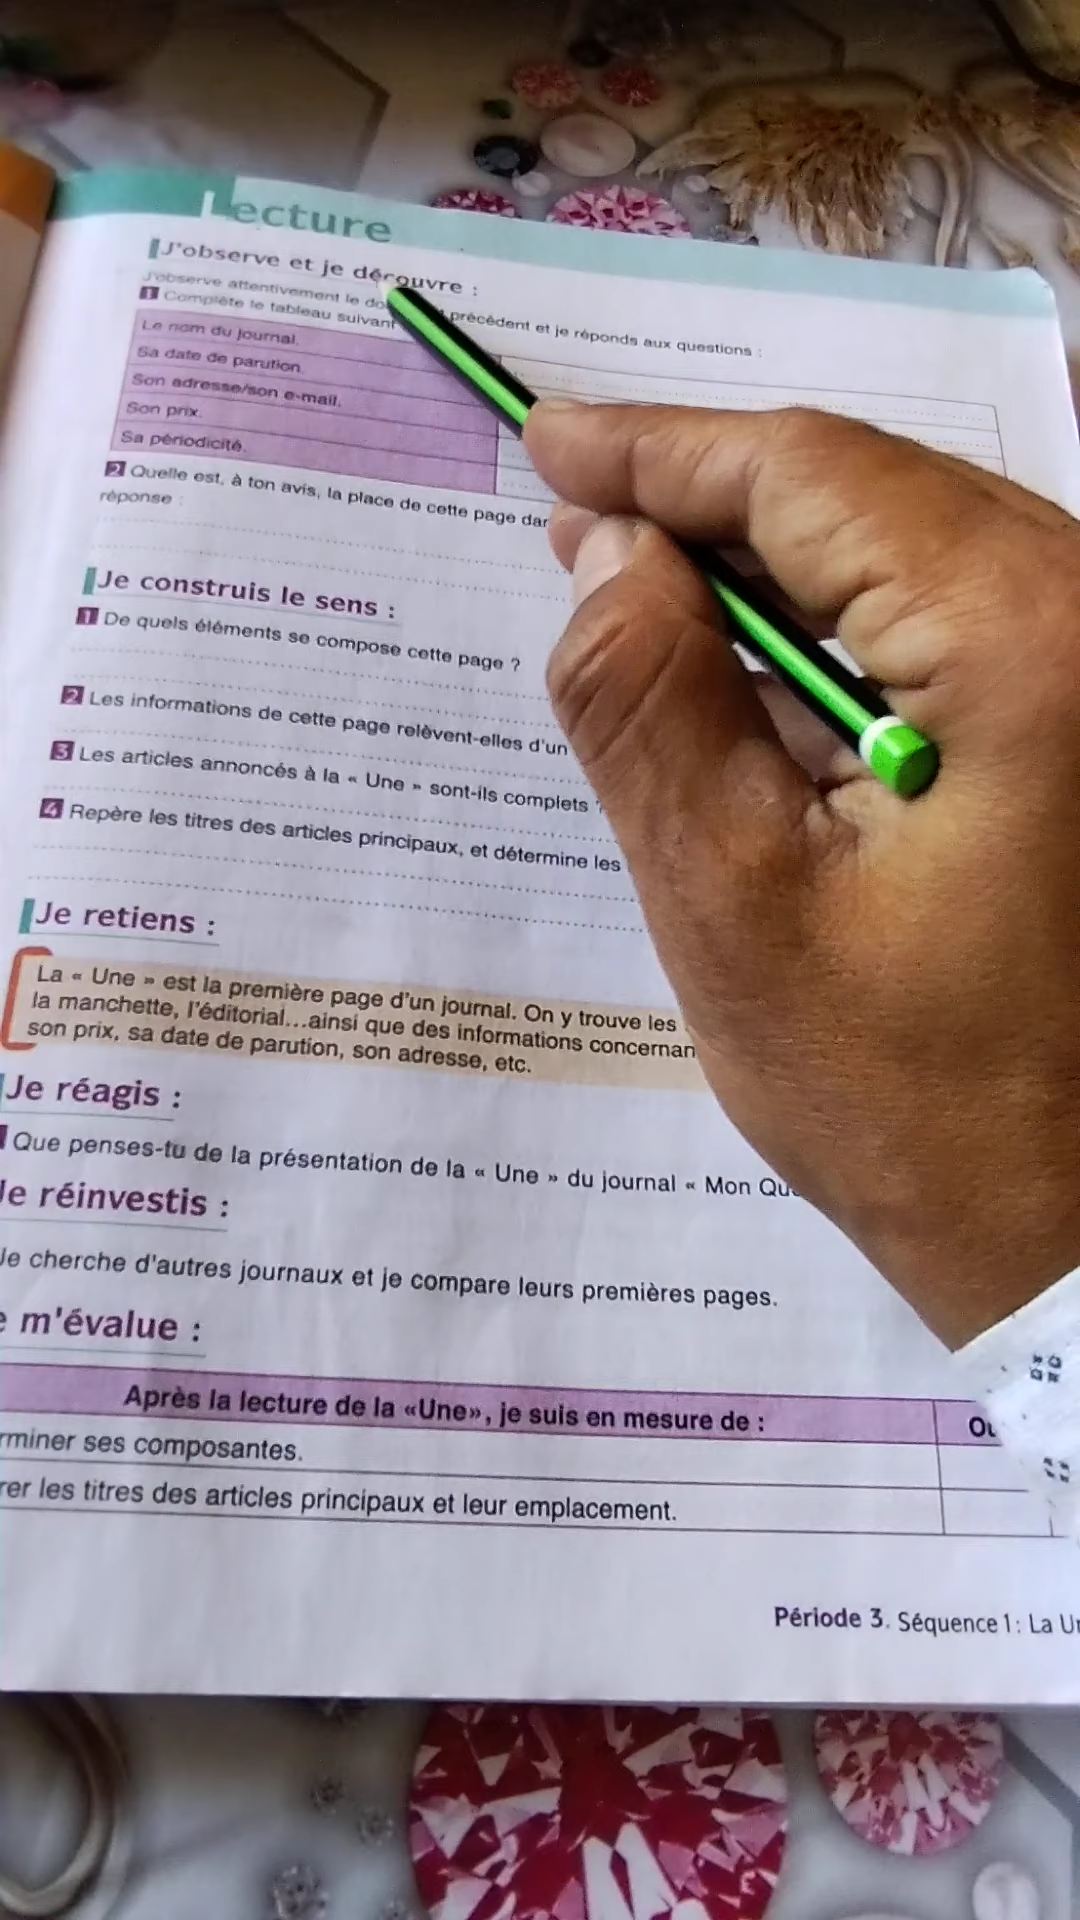 Lecture
J'observe et je découvre :
J'observe attentivement le précédent et je réponds aux questions :
1 Complète le tableau suivant
Le nom du journal.
Sa date de parution.
Son adresse/son e-mail.
Son prix.
Sa périodicité.
2 Quelle est, à ton avis, la place de cette page
réponse :
Je construis le sens :
1 De quels éléments se compose cette page ?
2 Les informations de cette page relèvent-elles d'un
3 Les articles annoncés à la « Une » sont-ils complets ?
4 Repère les titres des articles principaux, et détermine les
Je retiens :
La « Une » est la première page d'un journal. On y trouve les
la manchette, l'éditorial...ainsi que des informations
son prix, sa date de parution, son adresse, etc.
Je réagis :
Que penses-tu de la présentation de la « Une » du journal « Mon
Je réinvestis :
Je cherche d'autres journaux et je compare leurs premières pages.
m'évalue :
Après la lecture de la «Une», je suis en mesure de :
ses composantes.
les titres des articles principaux et leur emplacement.
Période 3. Séquence 1 : La